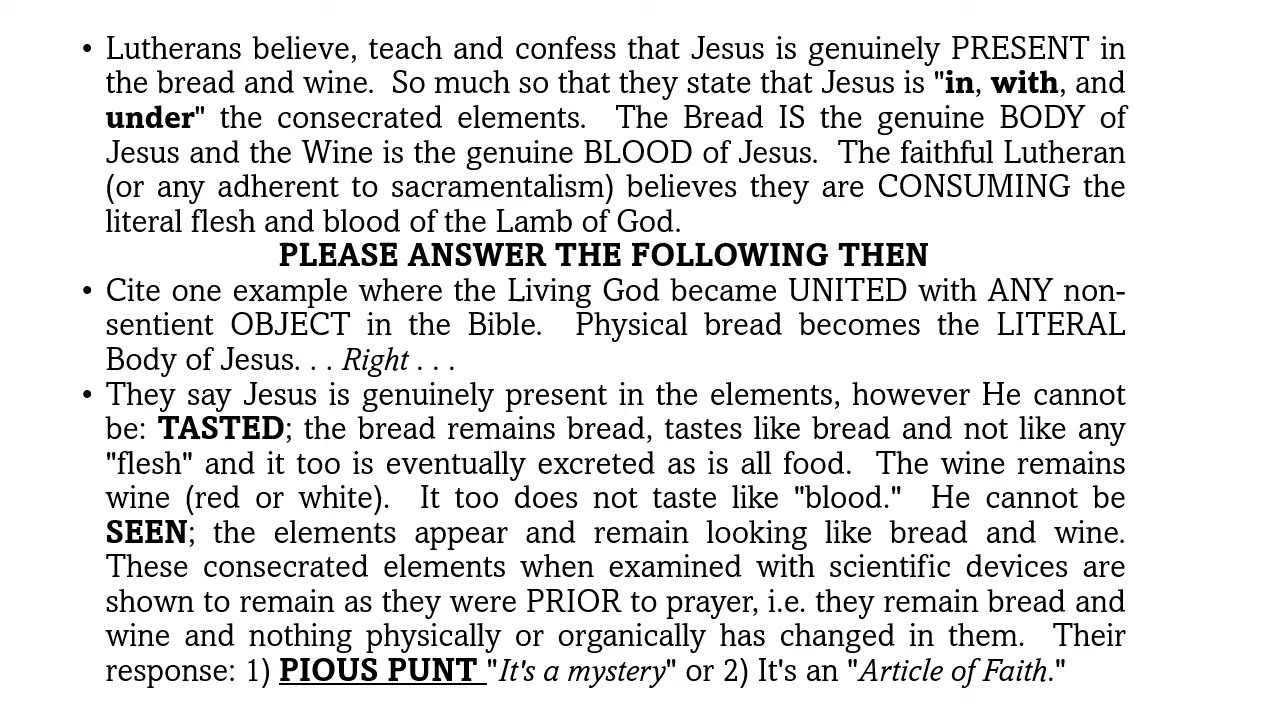 • Lutherans believe, teach and confess that Jesus is genuinely PRESENT in
the bread and wine.  So much so that they state that Jesus is "in, with, and
under" the consecrated elements.  The Bread IS the genuine BODY of
Jesus and the Wine is the genuine BLOOD of Jesus.  The faithful Lutheran
(or any adherent to sacramentalism) believes they are CONSUMING the
literal flesh and blood of the Lamb of God.
PLEASE ANSWER THE FOLLOWING THEN
• Cite one example where the Living God became UNITED with ANY non-
sentient OBJECT in the Bible.  Physical bread becomes the LITERAL
Body of Jesus. . . Right . . .
• They say Jesus is genuinely present in the elements, however He cannot
be: TASTED; the bread remains bread, tastes like bread and not like any
"flesh" and it too is eventually excreted as is all food.  The wine remains
wine (red or white).  It too does not taste like "blood."  He cannot be
SEEN; the elements appear and remain looking like bread and wine.
These consecrated elements when examined with scientific devices are
shown to remain as they were PRIOR to prayer, i.e. they remain bread and
wine and nothing physically or organically has changed in them.  Their
response: 1) PIOUS PUNT "It's a mystery" or 2) It's an "Article of Faith."